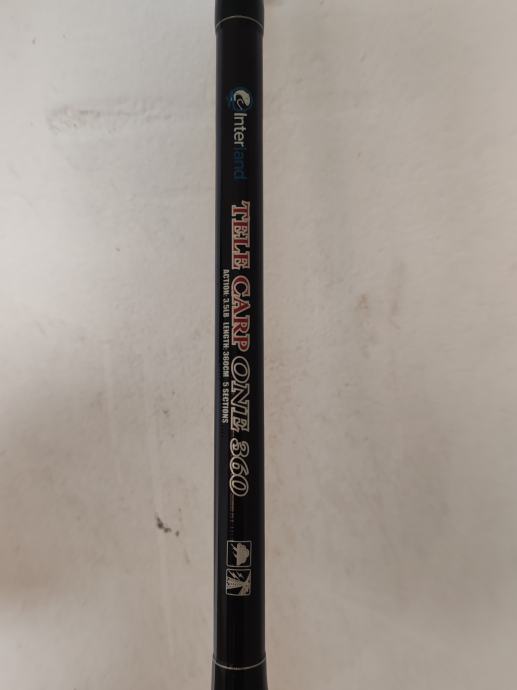 Interland
TELE CARP ONE 360
ACTION: 3.5LB LENGTH: 360CM 5 SECTIONS